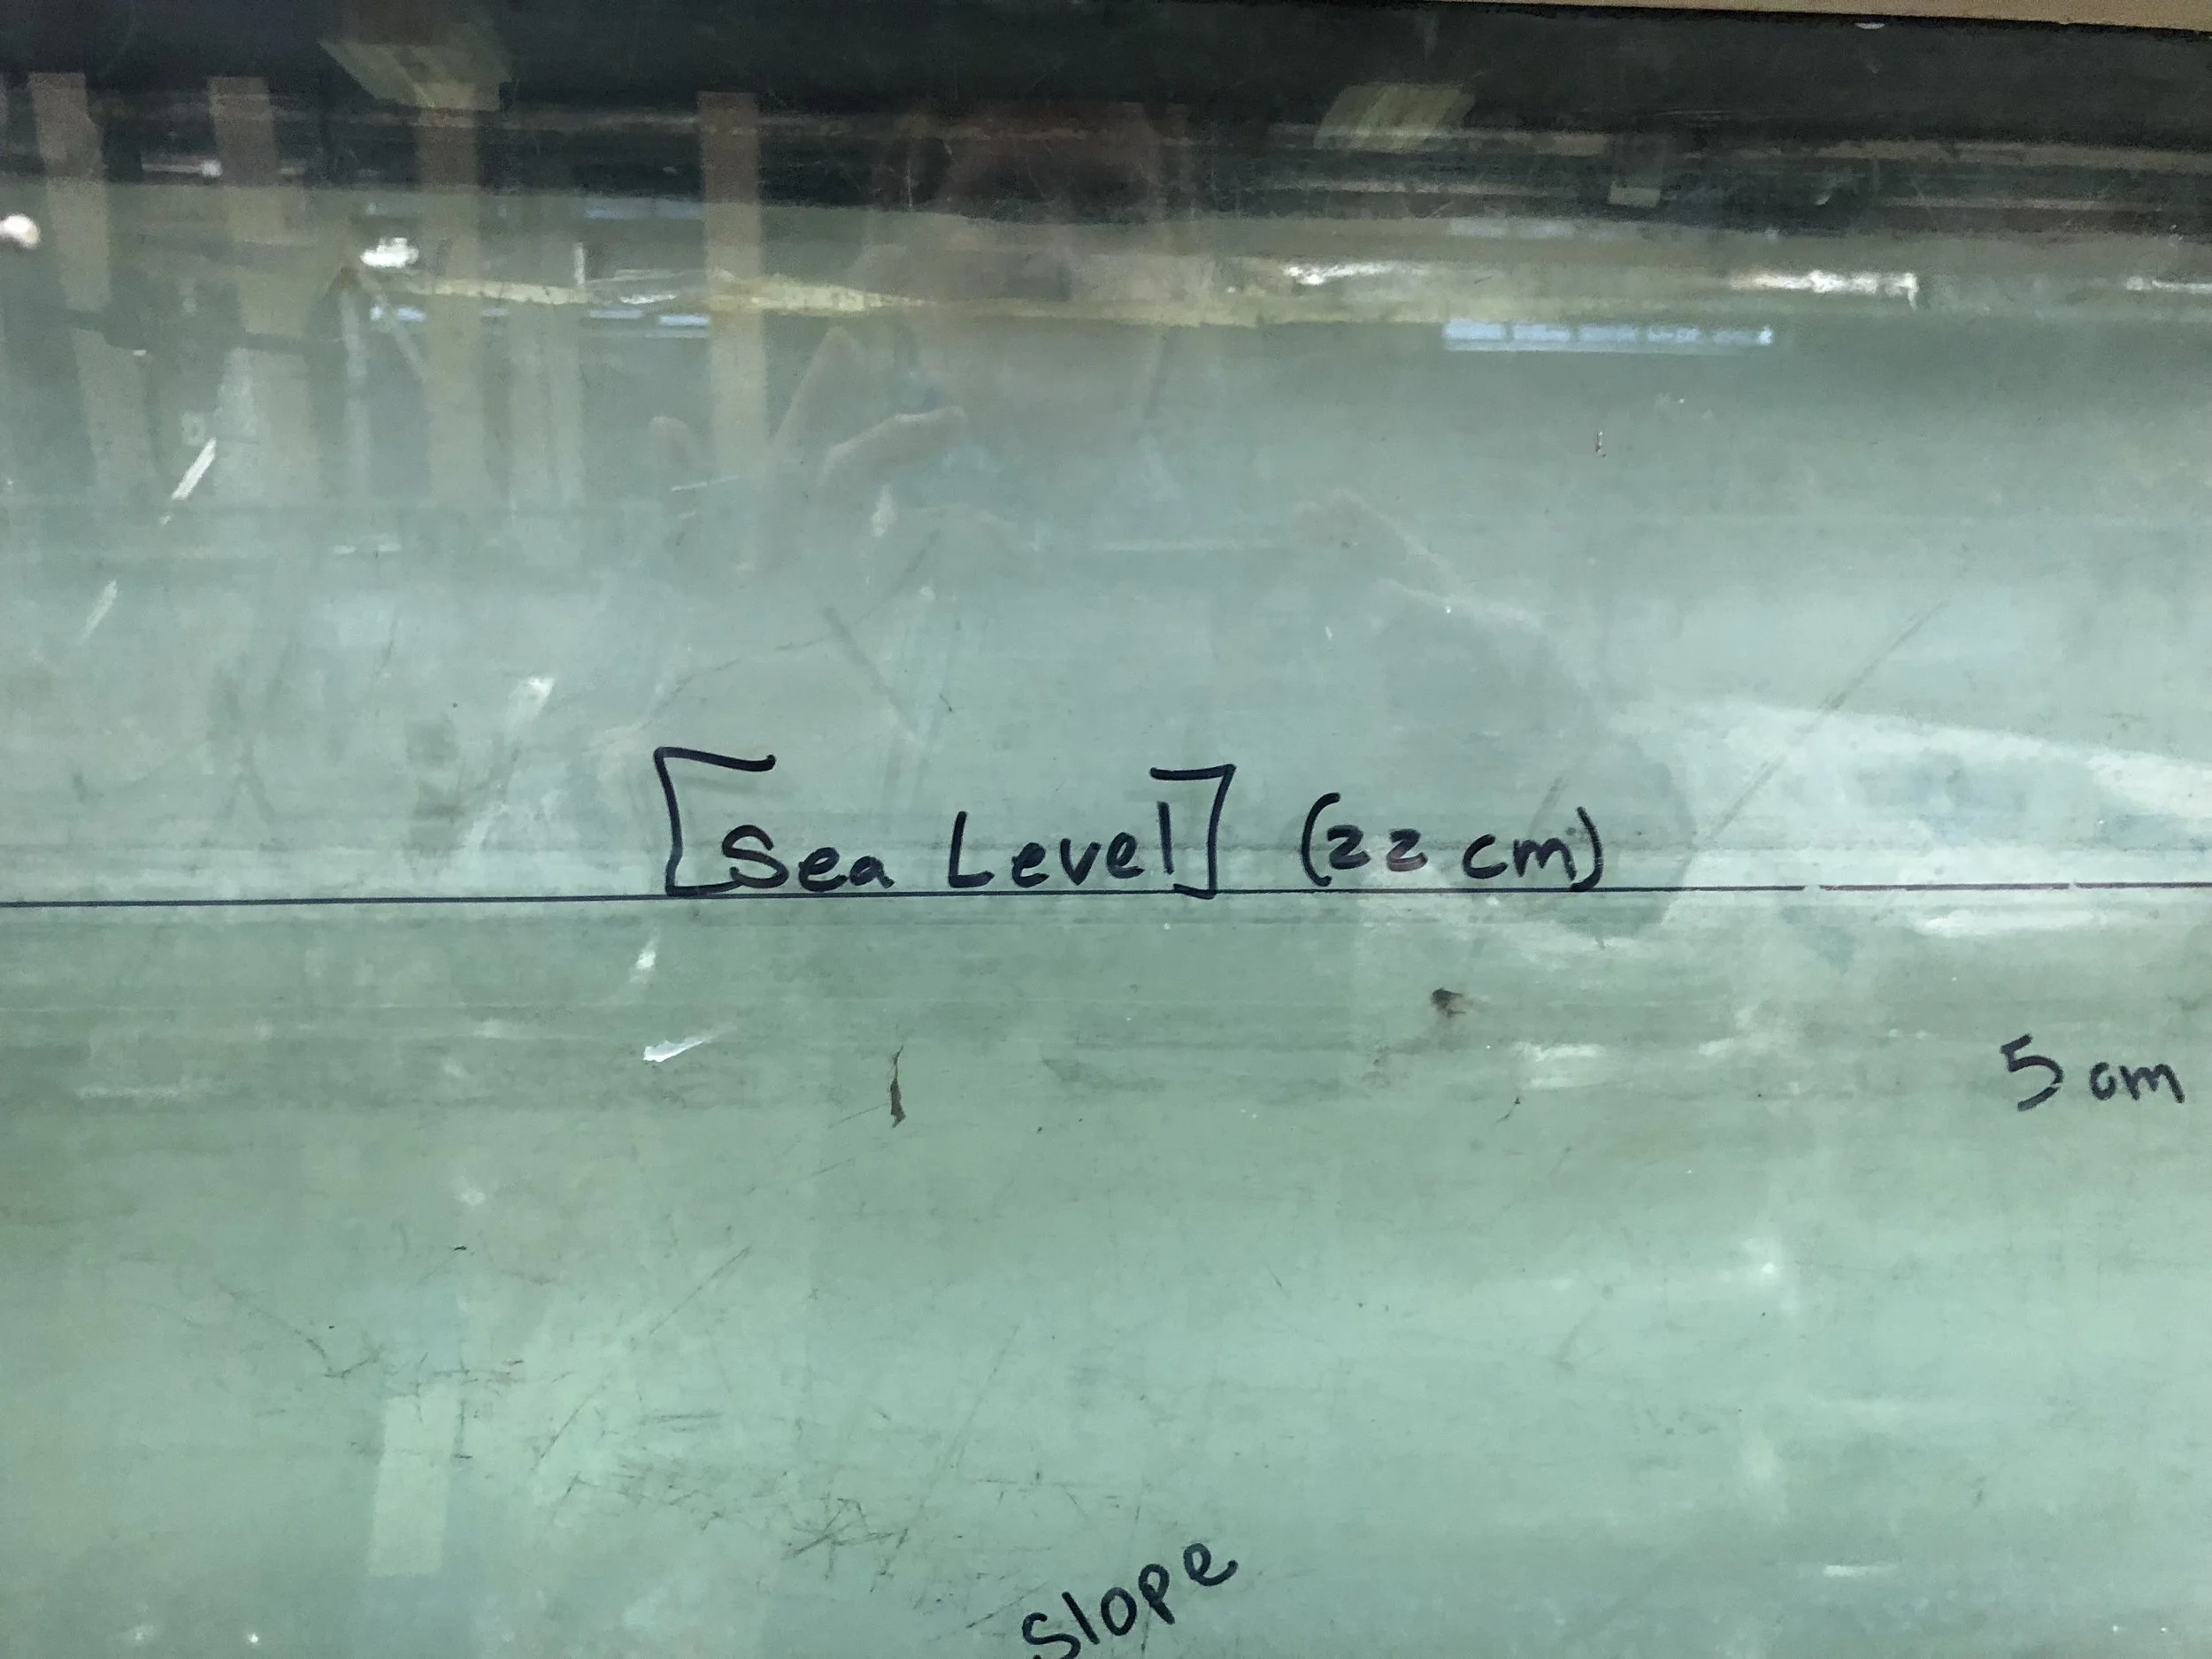 [Sea Level] (22 cm)
5 cm
Slope